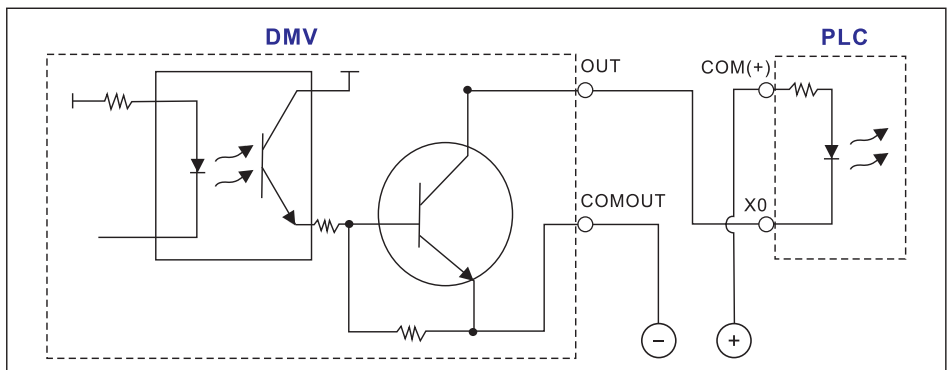 DMV
PLC
OUT
COM(+)
COMOUT
X0
−
+